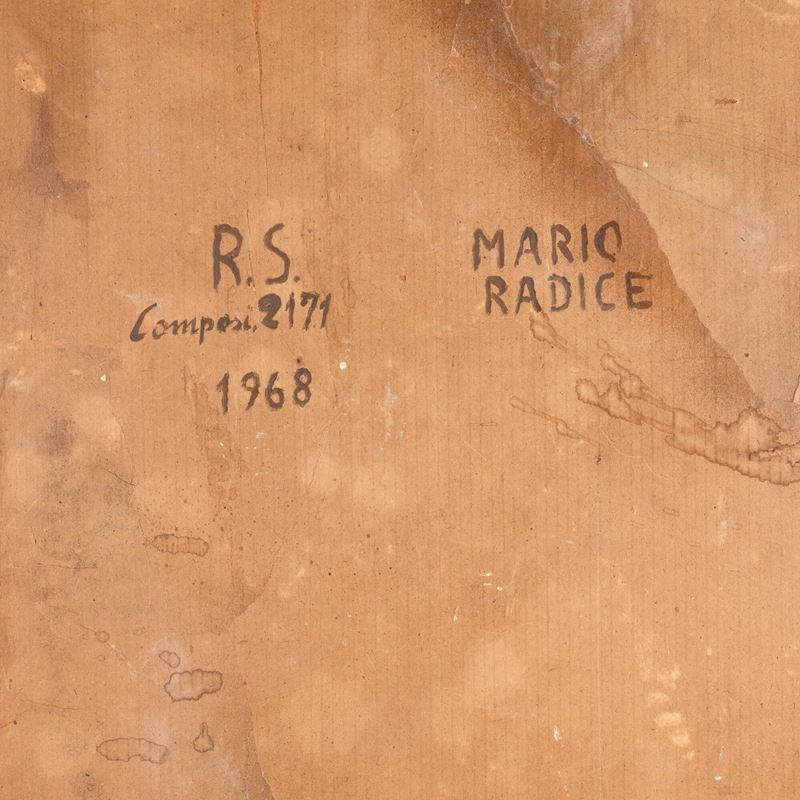 R.S.
Composi. 2171
1968
MARIO
RADICE